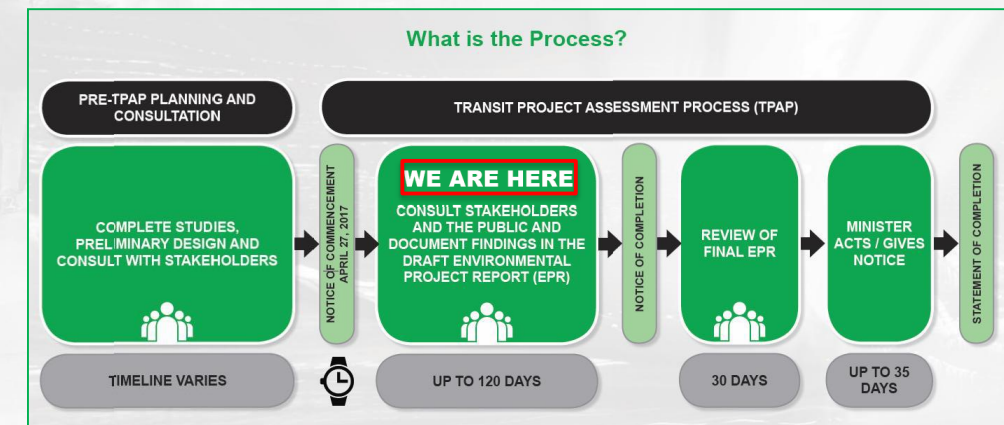 What is the Process?
PRE-TPAP PLANNING AND
CONSULTATION
TRANSIT PROJECT ASSESSMENT PROCESS (TPAP)
COMPLETE STUDIES,
PRELIMINARY DESIGN AND
CONSULT WITH STAKEHOLDERS
NOTICE OF COMMENCEMENT
APRIL 27, 2017
WE ARE HERE
CONSULT STAKEHOLDERS
AND THE PUBLIC AND
DOCUMENT FINDINGS IN THE
DRAFT ENVIRONMENTAL
PROJECT REPORT (EPR)
NOTICE OF COMPLETION
REVIEW OF
FINAL EPR
MINISTER
ACTS / GIVES
NOTICE
STATEMENT OF COMPLETION
TIMELINE VARIES
UP TO 120 DAYS
30 DAYS
UP TO 35
DAYS